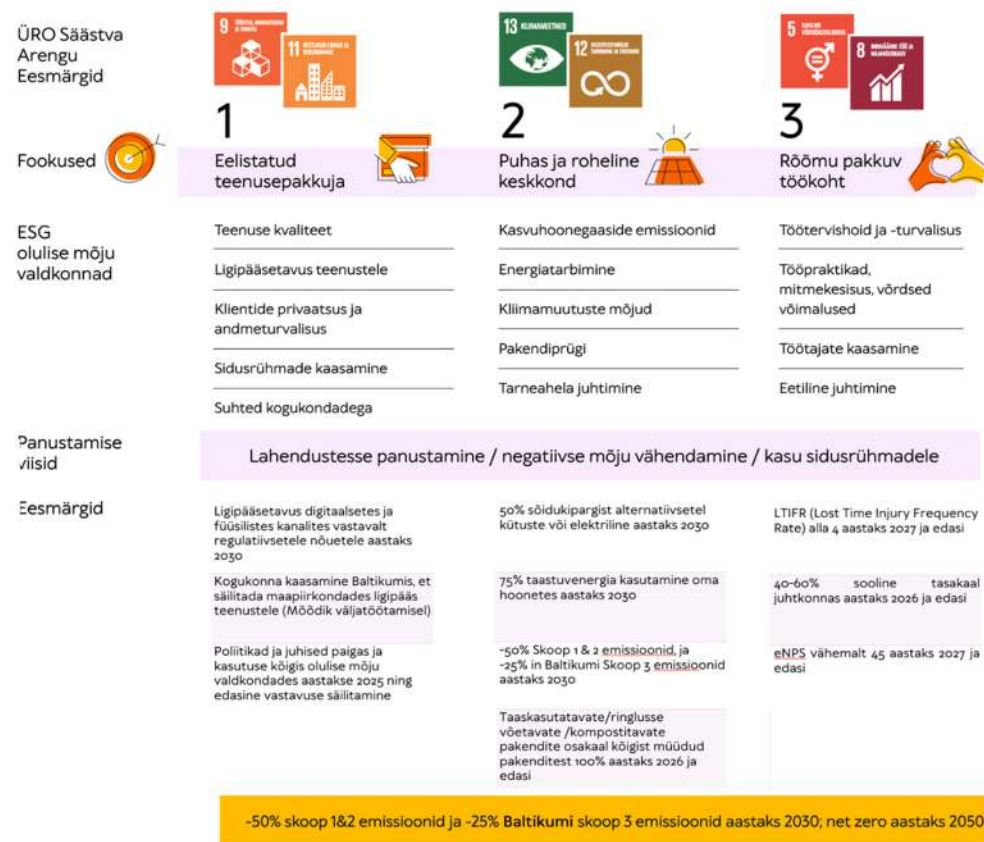 ÜRO Säästva
Arengu
Eesmärgid
9
11
13 KLIIMAMEETMED
12
5
8
1
2
3
Fookused
Eelistatud
teenusepakkuja
Puhas ja roheline
keskkond
Rõõmu pakkuv
töökoht
ESG
olulise mõju
valdkonnad
Teenuse kvaliteet
Ligipääsetavus teenustele
Klientide privaatsus ja
andmeturvalisus
Sidusrühmade kaasamine
Suhted kogukondadega
Kasvuhoonegaaside emissioonid
Energiatarbimine
Kliimamuutuste mõjud
Pakendiprügi
Tarneahela juhtimine
Töötervishoid ja -turvalisus
Tööpraktikad,
mitmekesisus, võrdsed
võimalused
Töötajate kaasamine
Eetiline juhtimine
Panustamise
viisid
Lahendustesse panustamine / negatiivse mõju vähendamine / kasu sidusrühmadele
Eesmärgid
Ligipääsetavus digitaalsetes ja
füüsilistes kanalites vastavalt
regulatiivsetele nõuetele aastaks
2030
Kogukonna kaasamine Baltikumis, et
säilitada maapiirkondades ligipääs
teenustele (Mõõdik väljatöötamisel)
Poliitikad ja juhised paigas ja
kasutuse kõigis olulise mõju
valdkondades aastakse 2025 ning
edasine vastavuse säilitamine
50% sõidukipargist alternatiivsetel
kütuste või elektriline aastaks 2030
75% taastuvenergia kasutamine oma
hoonetes aastaks 2030
-50% Skoop 1 & 2 emissioonid, ja
-25% in Baltikumi Skoop 3 emissioonid
aastaks 2030
Taaskasutatavate/ringlusse
võetavate /kompostitavate
pakendite osakaal kõigist müüdud
pakenditest 100% aastaks 2026 ja
edasi
LTIFR (Lost Time Injury Frequency
Rate) alla 4 aastaks 2027 ja edasi
40-60% sooline tasakaal
juhtkonnas aastaks 2026 ja edasi
eNPS vähemalt 45 aastaks 2027 ja
edasi
-50% skoop 1&2 emissioonid ja -25% Baltikumi skoop 3 emissioonid aastaks 2030; net zero aastaks 2050